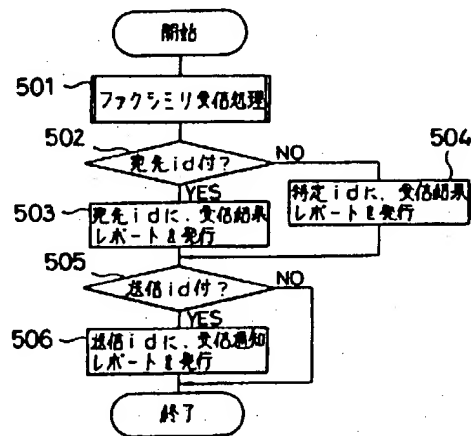 開始
501
ファクシミリ受信処理
502
宛先id付?
NO
504
YES
503
宛先idに、受信結果
レポートを発行
特定idに、受信結果
レポートを発行
505
送信id付?
NO
YES
506
送信idに、受信通知
レポートを発行
終了